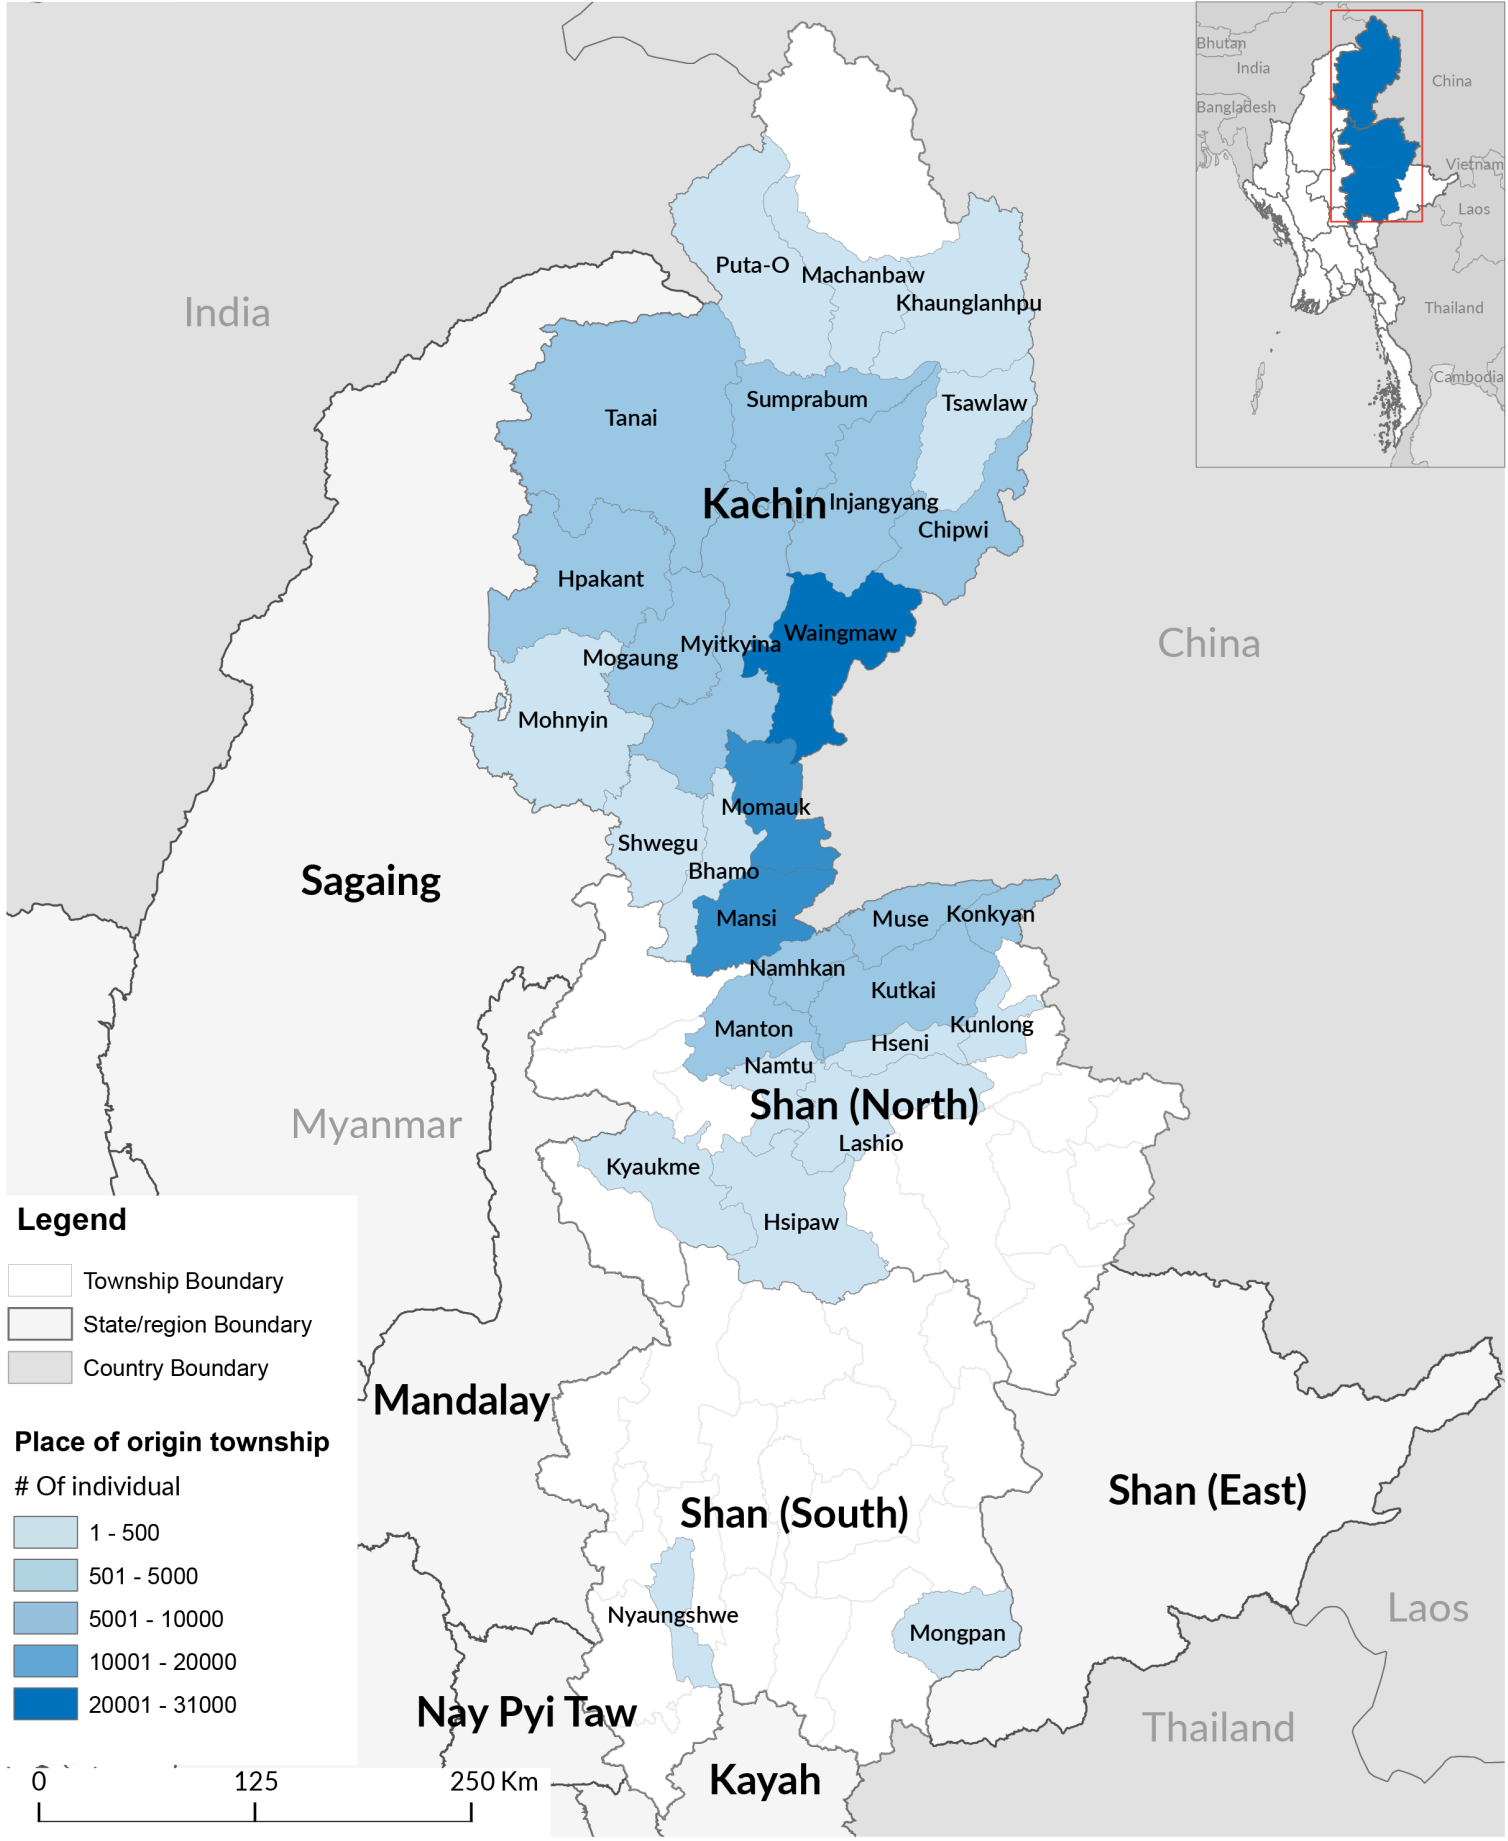 Bhutan
India
China
Bangladesh
Vietnam
Laos
Thailand
Cambodia
India
Puta-O
Machanbaw
Khaunglanhpu
Tanai
Sumprabum
Tsawlaw
Kachin
Injangyang
Chipwi
Hpakant
Waingmaw
Myitkyina
Mogaung
China
Mohnyin
Momauk
Shwegu
Bhamo
Sagaing
Mansi
Muse
Konkyan
Namhkan
Kutkai
Manton
Kunlong
Hseni
Namtu
Shan (North)
Myanmar
Lashio
Kyaukme
Hsipaw
Legend
Township Boundary
State/region Boundary
Country Boundary
Mandalay
Place of origin township
# Of individual
1 - 500
501 - 5000
5001 - 10000
10001 - 20000
20001 - 31000
Shan (East)
Shan (South)
Nyaungshwe
Mongpan
Laos
Nay Pyi Taw
Thailand
Kayah
0 125 250 Km